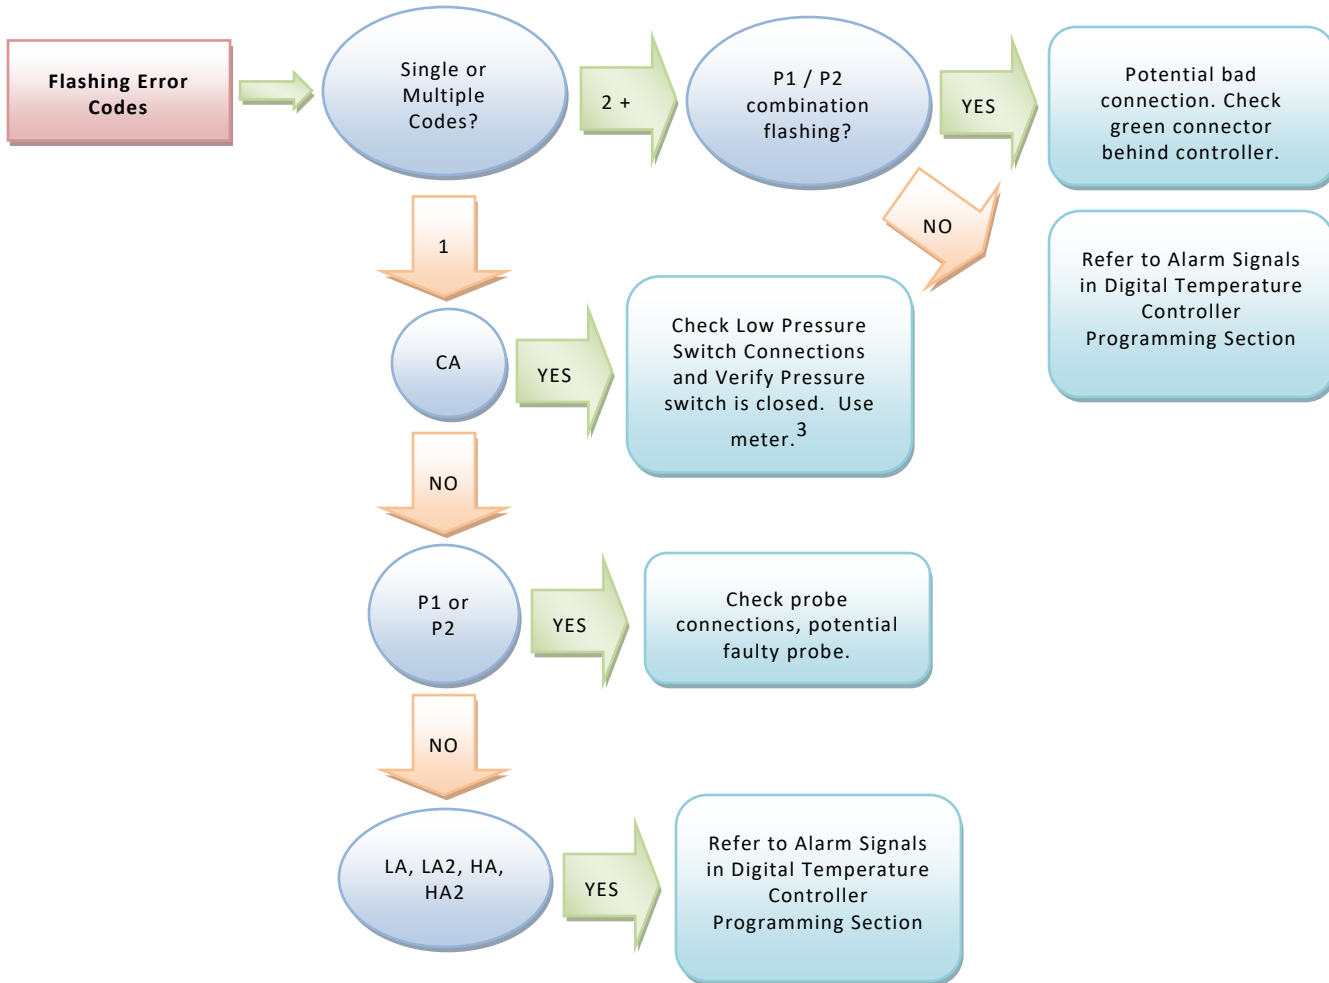 Flashing Error
Codes
Single or
Multiple
Codes?
2 +
P1 / P2
combination
flashing?
YES
Potential bad
connection. Check
green connector
behind controller.
NO
Refer to Alarm Signals
in Digital Temperature
Controller
Programming Section
1
CA
YES
Check Low Pressure
Switch Connections
and Verify Pressure
switch is closed. Use
meter.3
NO
P1 or
P2
YES
Check probe
connections, potential
faulty probe.
NO
LA, LA2, HA,
HA2
YES
Refer to Alarm Signals
in Digital Temperature
Controller
Programming Section